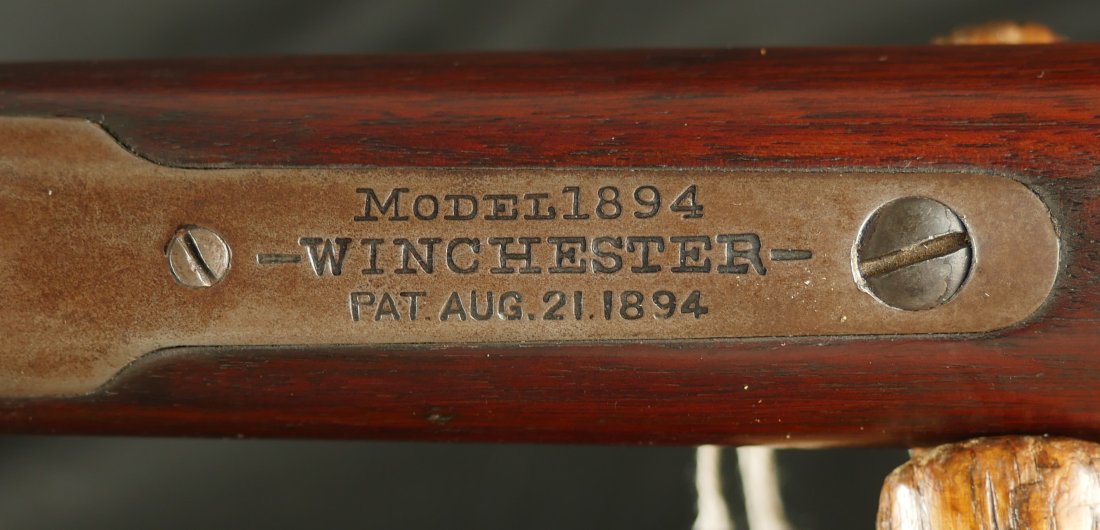 MODEL 1894
-WINCHESTER-
PAT. AUG. 21. 1894